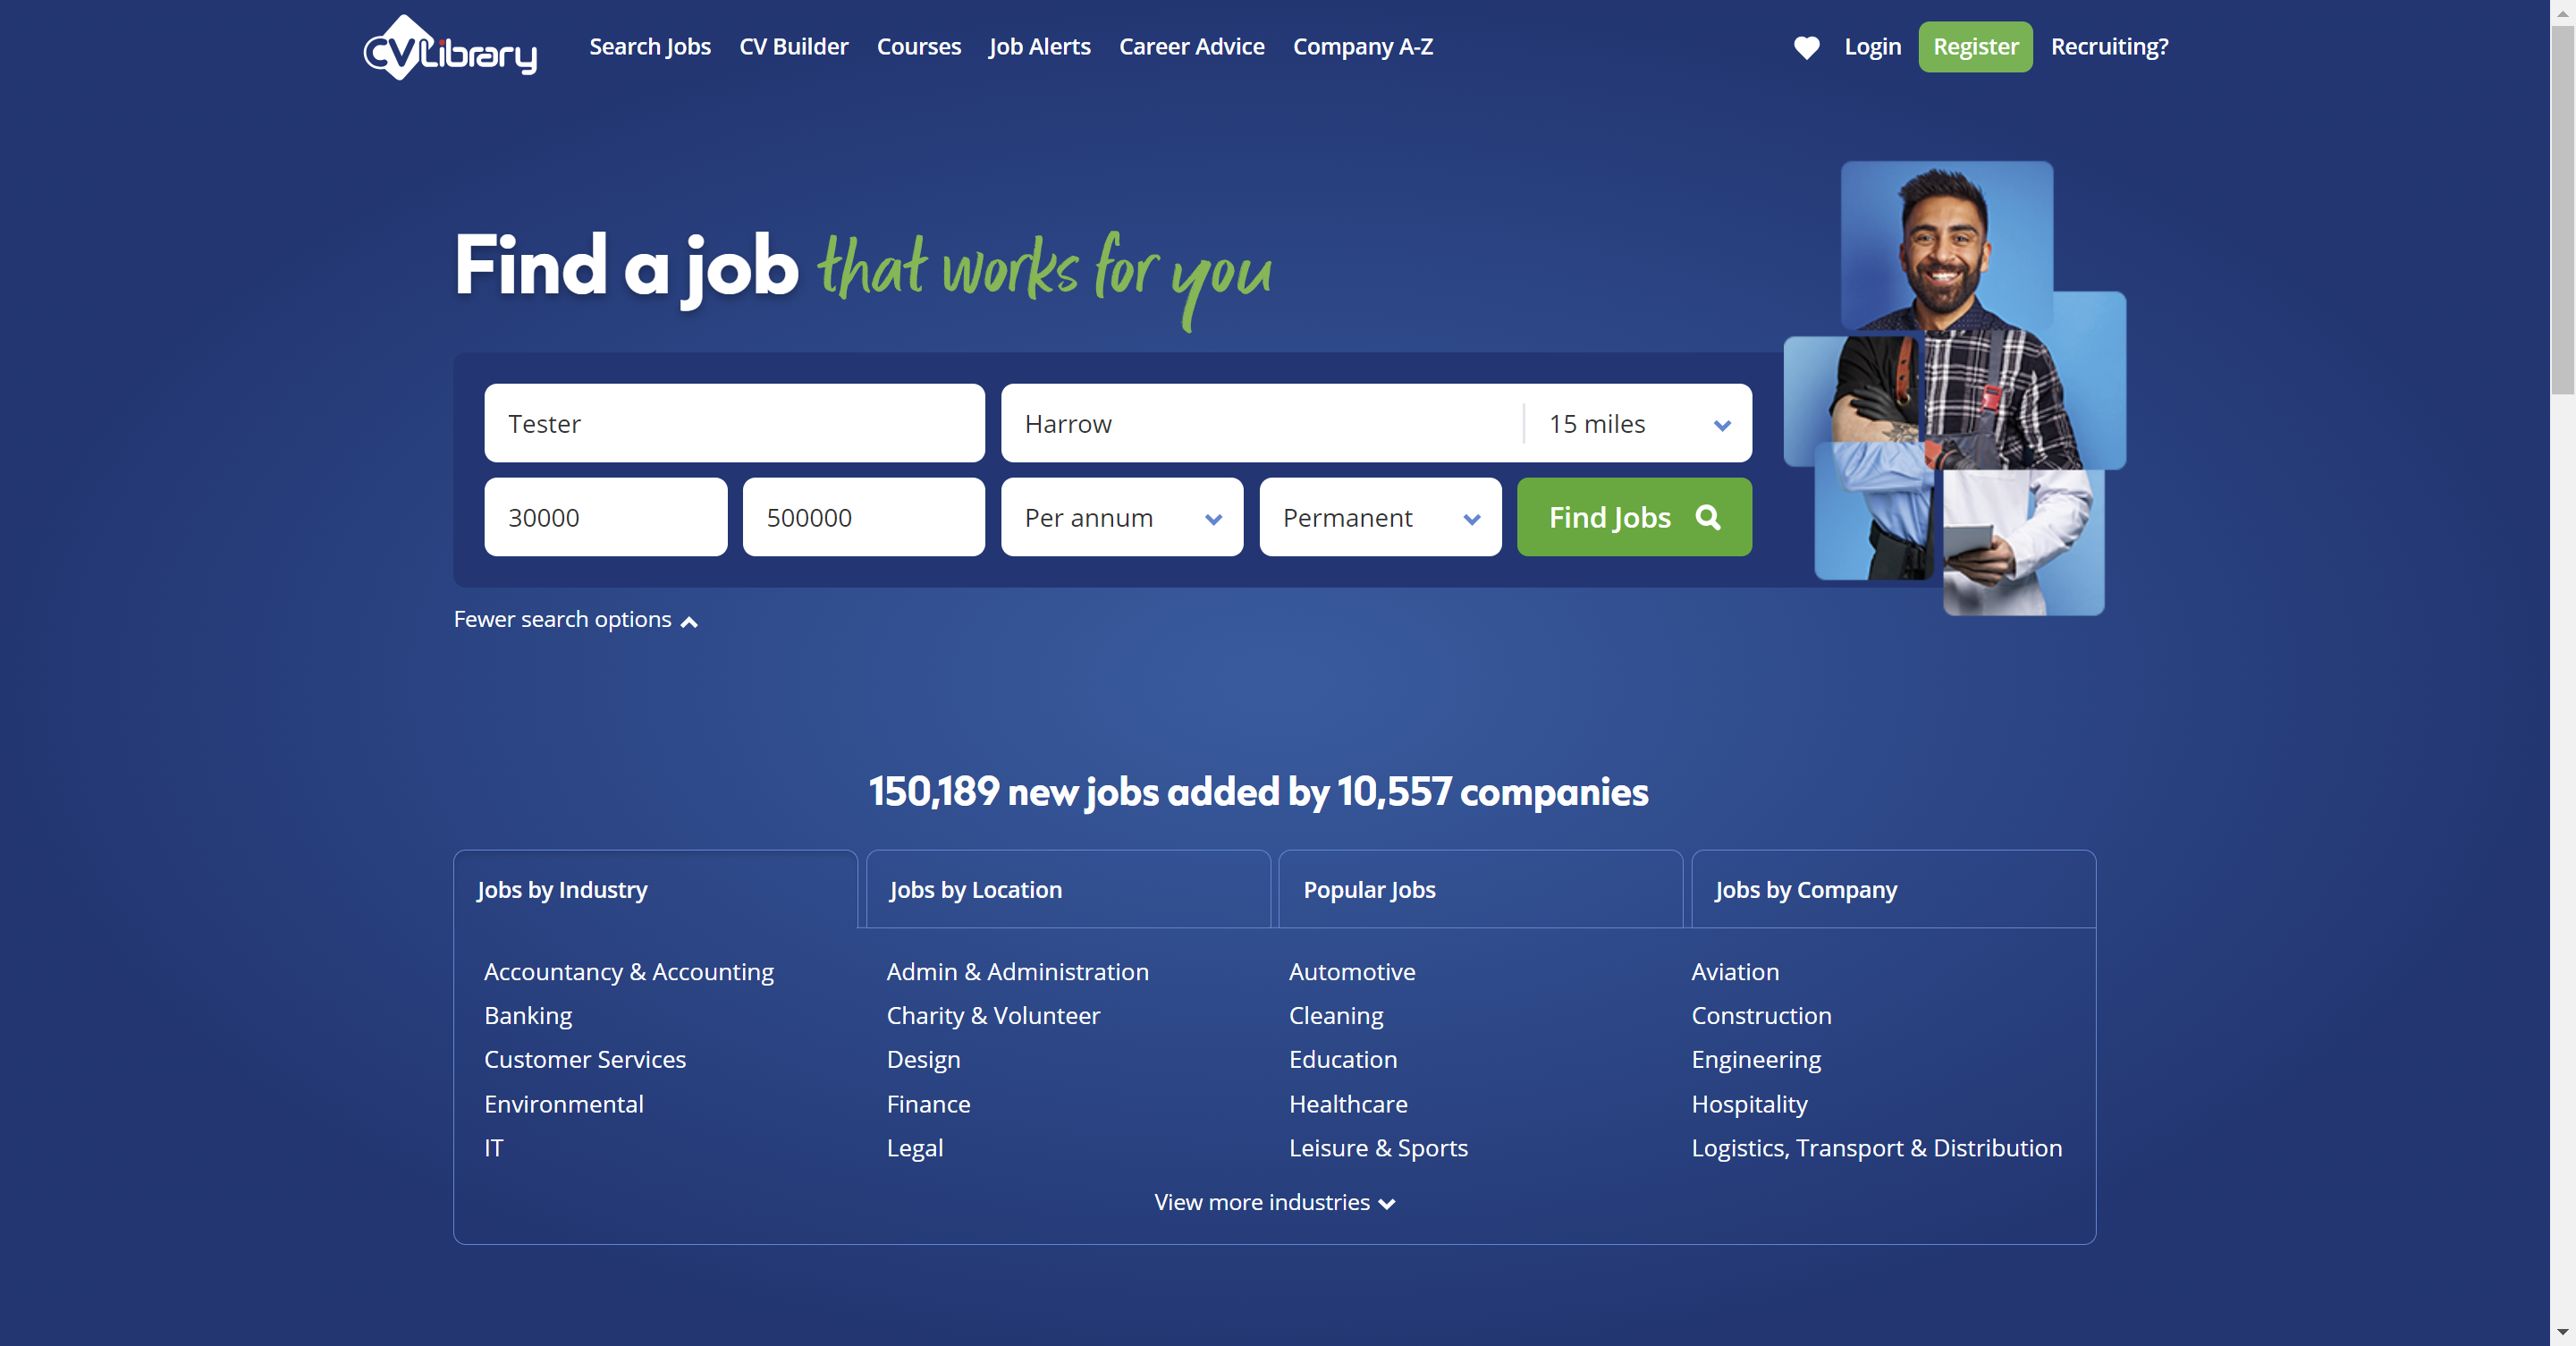 CVLibrary
Search Jobs CV Builder Courses Job Alerts Career Advice Company A-Z Login Register Recruiting?
Find a job that works for you
Tester Harrow 15 miles
30000 500000 Per annum Permanent Find Jobs
Fewer search options
150,189 new jobs added by 10,557 companies
Jobs by Industry Jobs by Location Popular Jobs Jobs by Company
Accountancy & Accounting Admin & Administration Automotive Aviation
Banking Charity & Volunteer Cleaning Construction
Customer Services Design Education Engineering
Environmental Finance Healthcare Hospitality
IT Legal Leisure & Sports Logistics, Transport & Distribution
View more industries